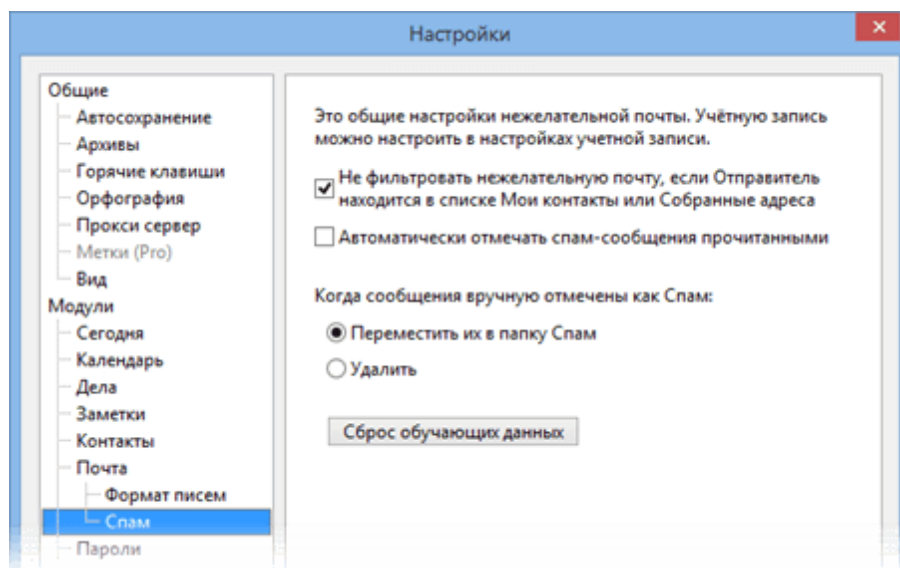 Настройки
Общие
Автосохранение
Архивы
Горячие клавиши
Орфография
Прокси сервер
Метки (Pro)
Вид
Модули
Сегодня
Календарь
Дела
Заметки
Контакты
Почта
Формат писем
Спам
Пароли
Это общие настройки нежелательной почты. Учётную запись
можно настроить в настройках учетной записи.
Не фильтровать нежелательную почту, если Отправитель
находится в списке Мои контакты или Собранные адреса
Автоматически отмечать спам-сообщения прочитанными
Когда сообщения вручную отмечены как Спам:
Переместить их в папку Спам
Удалить
Сброс обучающих данных